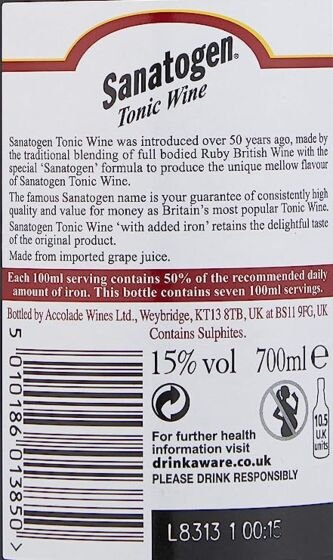 Sanatogen®
Tonic Wine
Sanatogen Tonic Wine was introduced over 50 years ago, made by
the traditional blending of full bodied Ruby British Wine with the
special 'Sanatogen' formula to produce the unique mellow flavour
of Sanatogen Tonic Wine.
The famous Sanatogen name is your guarantee of consistently high
quality and value for money as Britain's most popular Tonic Wine.
Sanatogen Tonic Wine 'with added iron' retains the delightful taste
of the original product.
Made from imported grape juice.
Each 100ml serving contains 50% of the recommended daily
amount of iron. This bottle contains seven 100ml servings.
Bottled by Accolade Wines Ltd., Weybridge, KT13 8TB, UK at BS11 9FG, UK
Contains Sulphites.
15% vol 700ml e
10.5
U.K
units
For further health
information visit
drinkaware.co.uk
PLEASE DRINK RESPONSIBLY
5 010186 013850 >
L8313 1 00:15